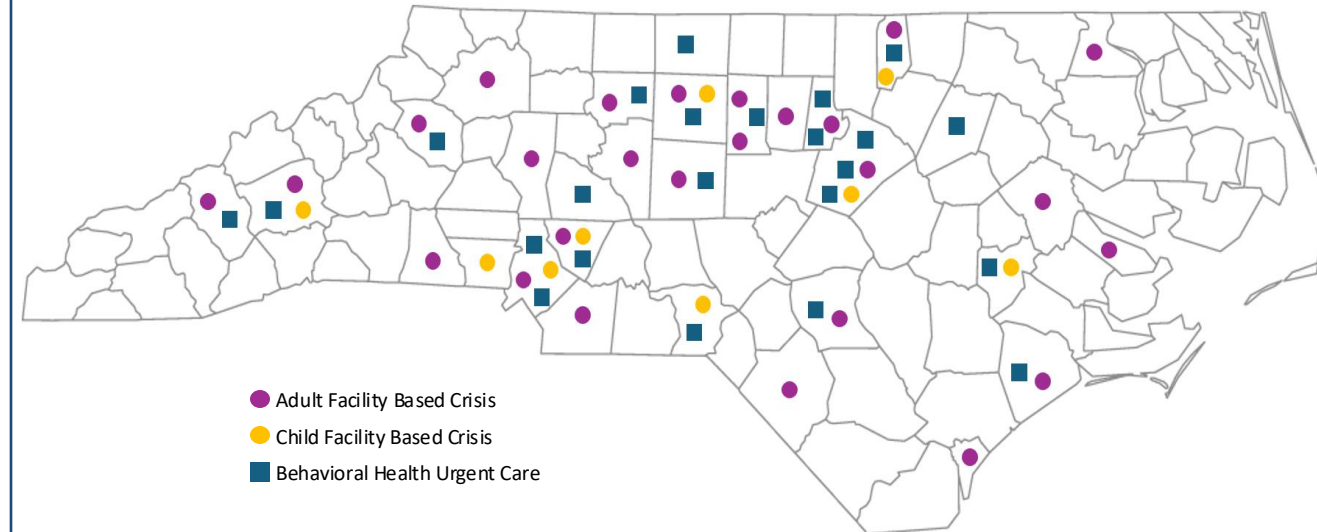 Adult Facility Based Crisis
Child Facility Based Crisis
Behavioral Health Urgent Care